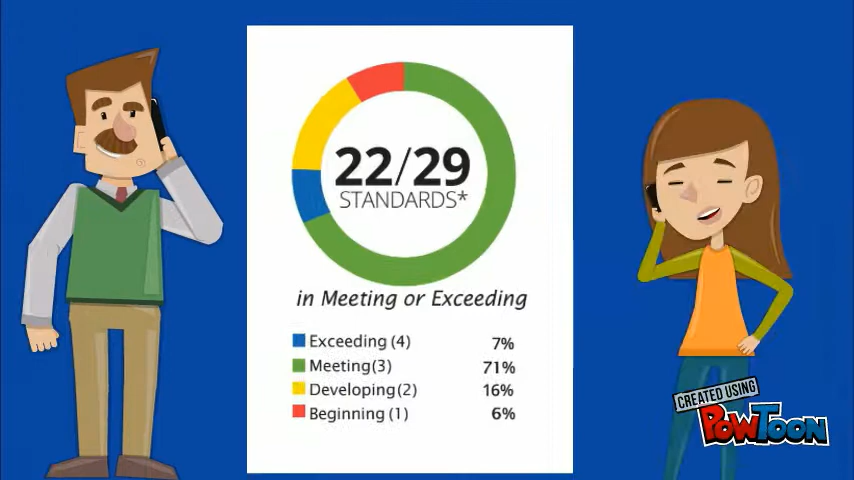 22/29
STANDARDS*
in Meeting or Exceeding
Exceeding (4) 7%
Meeting(3) 71%
Developing(2) 16%
Beginning (1) 6%
CREATED USING
POWTOON